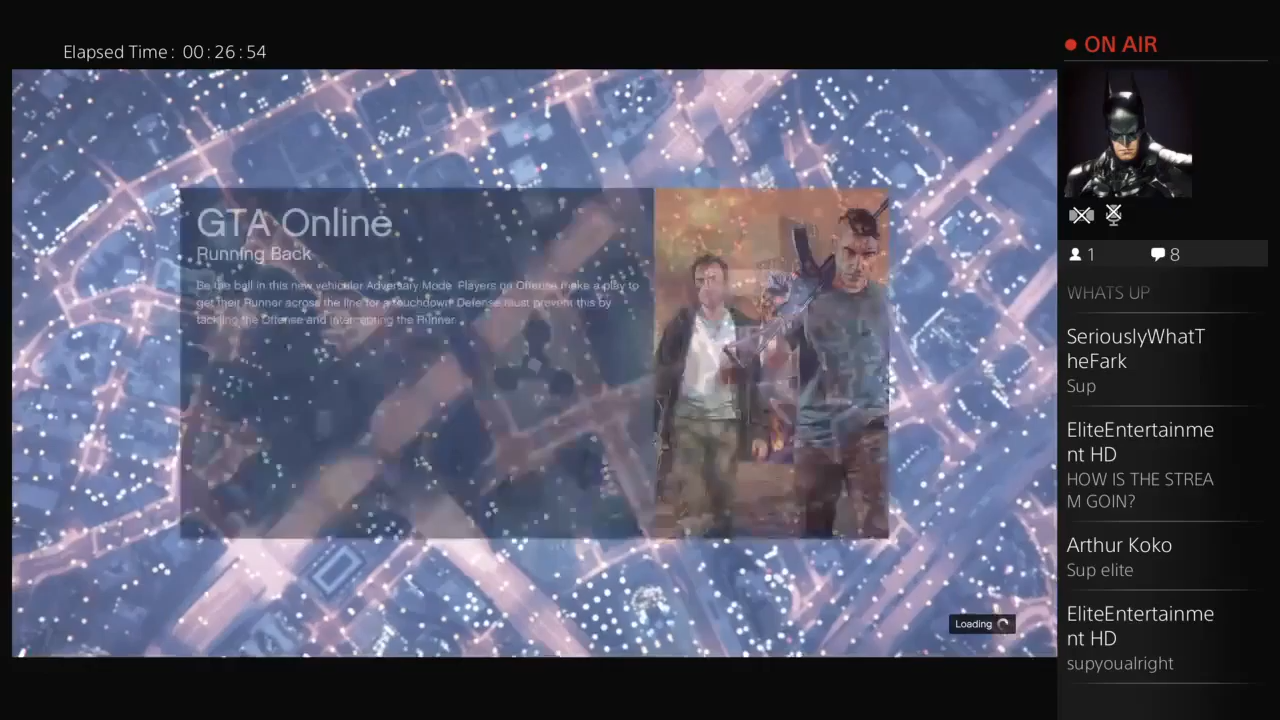 Elapsed Time: 00:26:54
ON AIR
GTA Online
Running Back
Be the ball in this new vehicular Adversary Mode. Players on Offense make a play to
get their Runner across the line for a touchdown. Defense must prevent this by
tackling the Offense and intercepting the Runner.
Loading
1
8
WHATS UP
SeriouslyWhatT
heFark
Sup
EliteEntertainme
nt HD
HOW IS THE STREA
M GOIN?
Arthur Koko
Sup elite
EliteEntertainme
nt HD
supyoualright